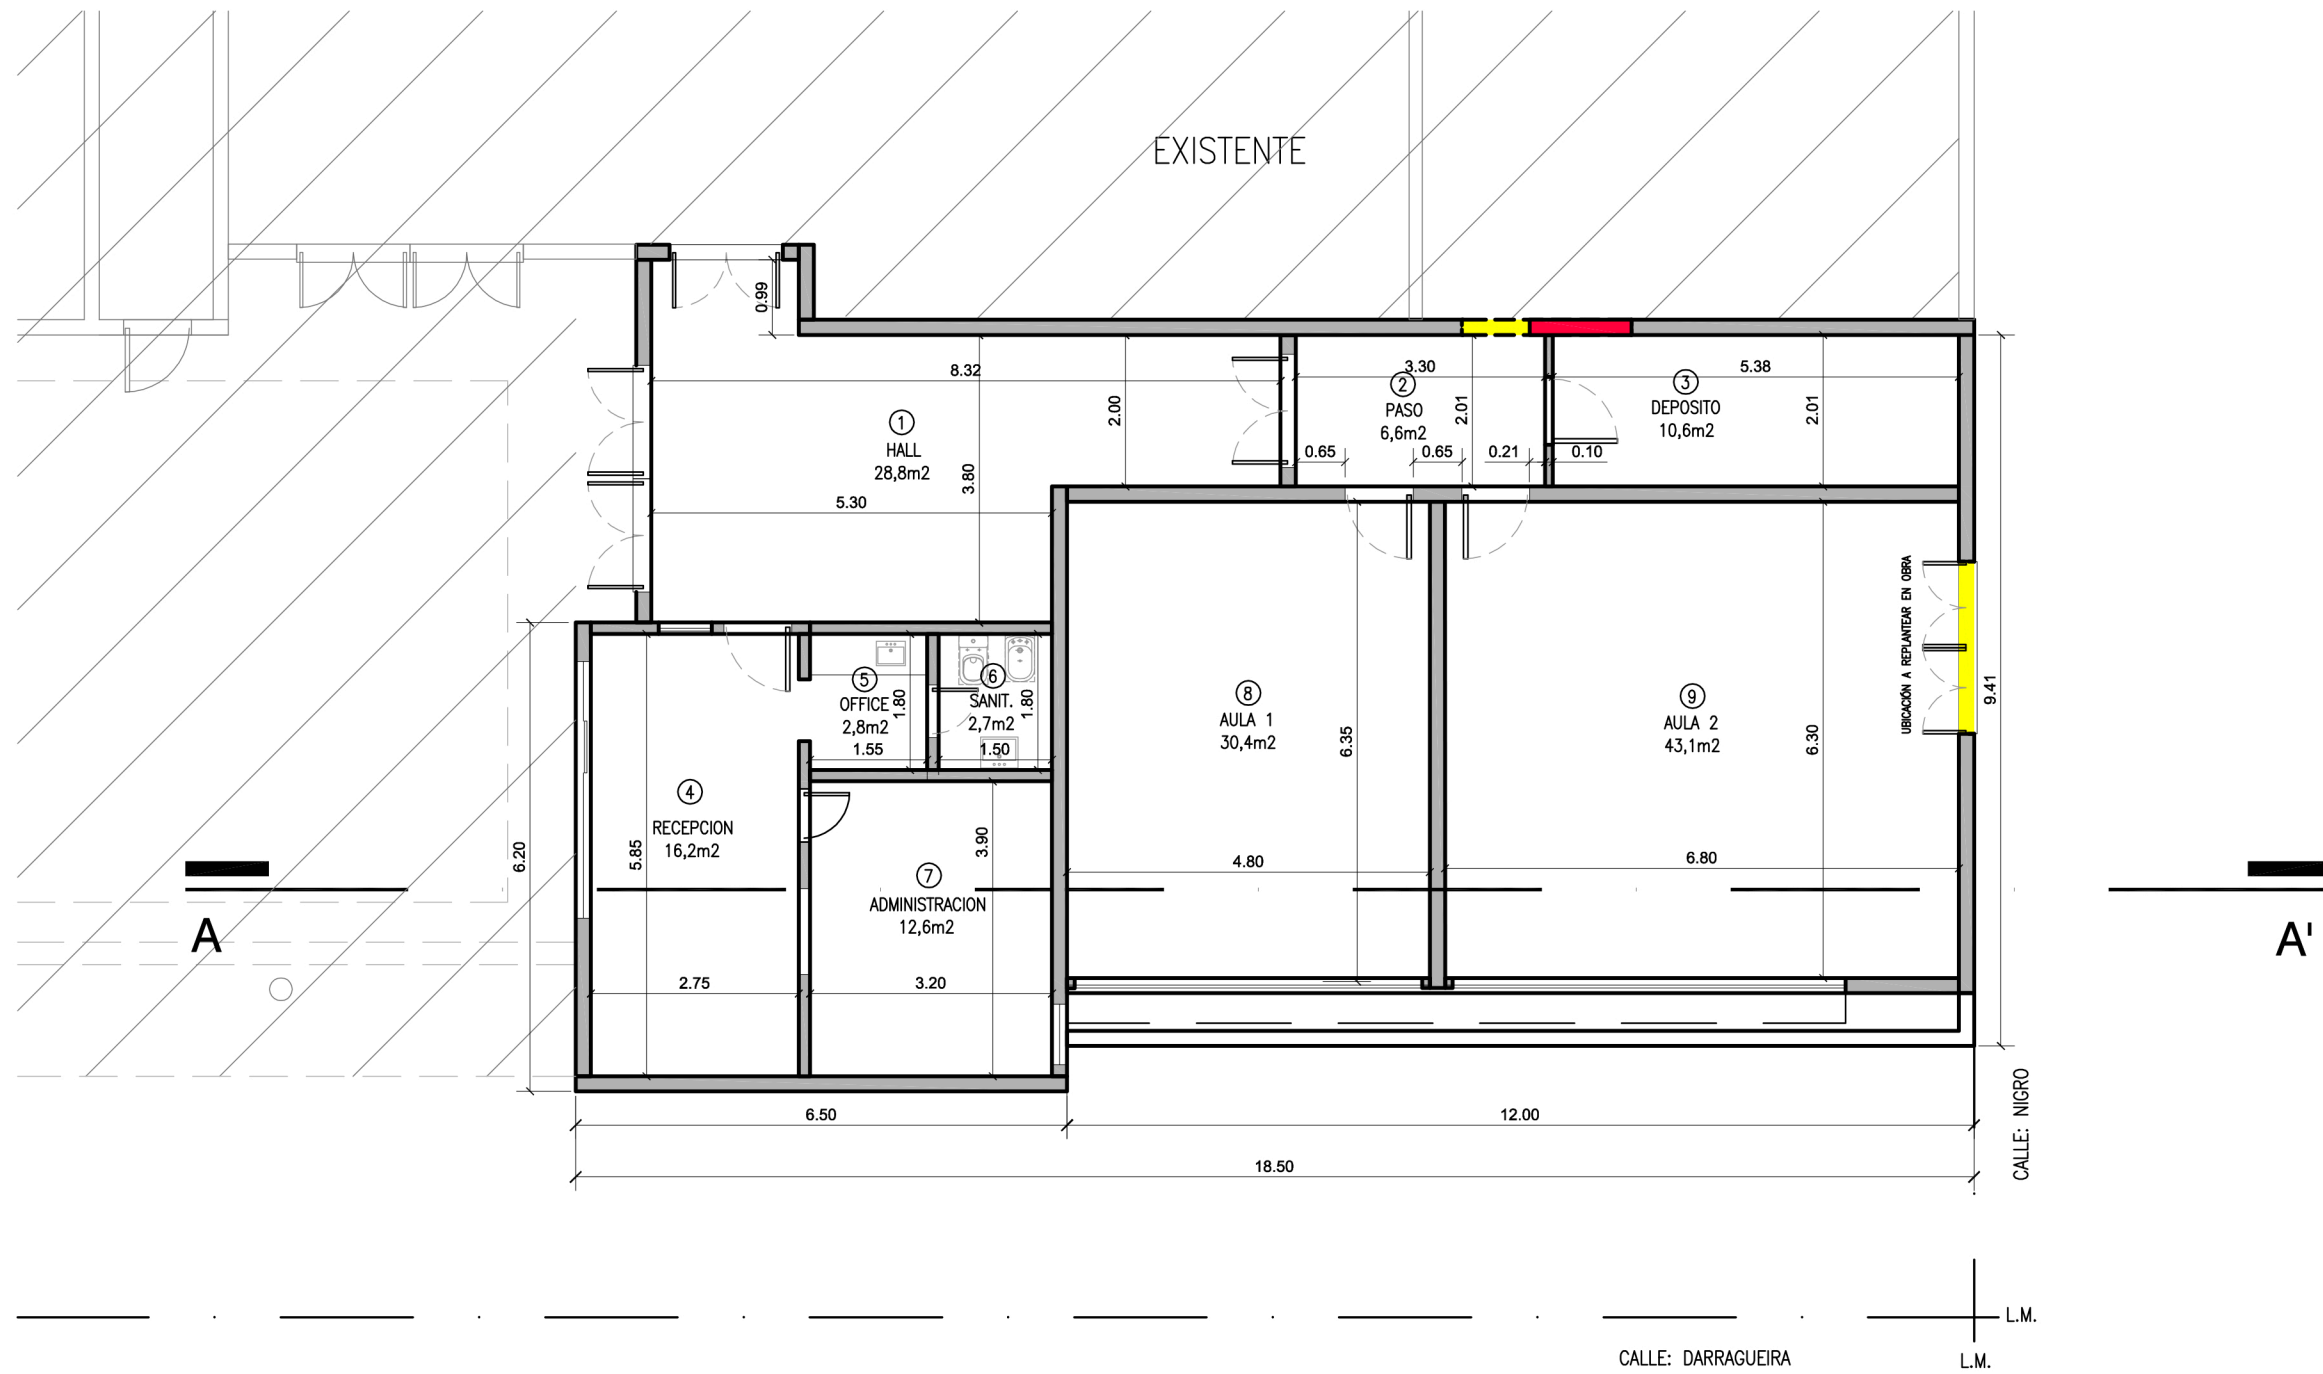 EXISTENTE
0.99
8.32
3.30
5.38
1
HALL
28,8m2
2.00
2
PASO
6,6m2
2.01
3
DEPOSITO
10,6m2
2.01
0.65
0.65
0.21
0.10
3.80
5.30
UBICACIÓN A REPLANTEAR EN OBRA
9.41
5
OFFICE
2,8m2
1.80
1.55
6
SANIT.
2,7m2
1.80
1.50
8
AULA 1
30,4m2
6.35
9
AULA 2
43,1m2
6.30
4
RECEPCION
16,2m2
6.20
5.85
3.90
7
ADMINISTRACION
12,6m2
4.80
6.80
A
A'
2.75
3.20
6.50
12.00
18.50
CALLE: NIGRO
L.M.
CALLE: DARRAGUEIRA
L.M.